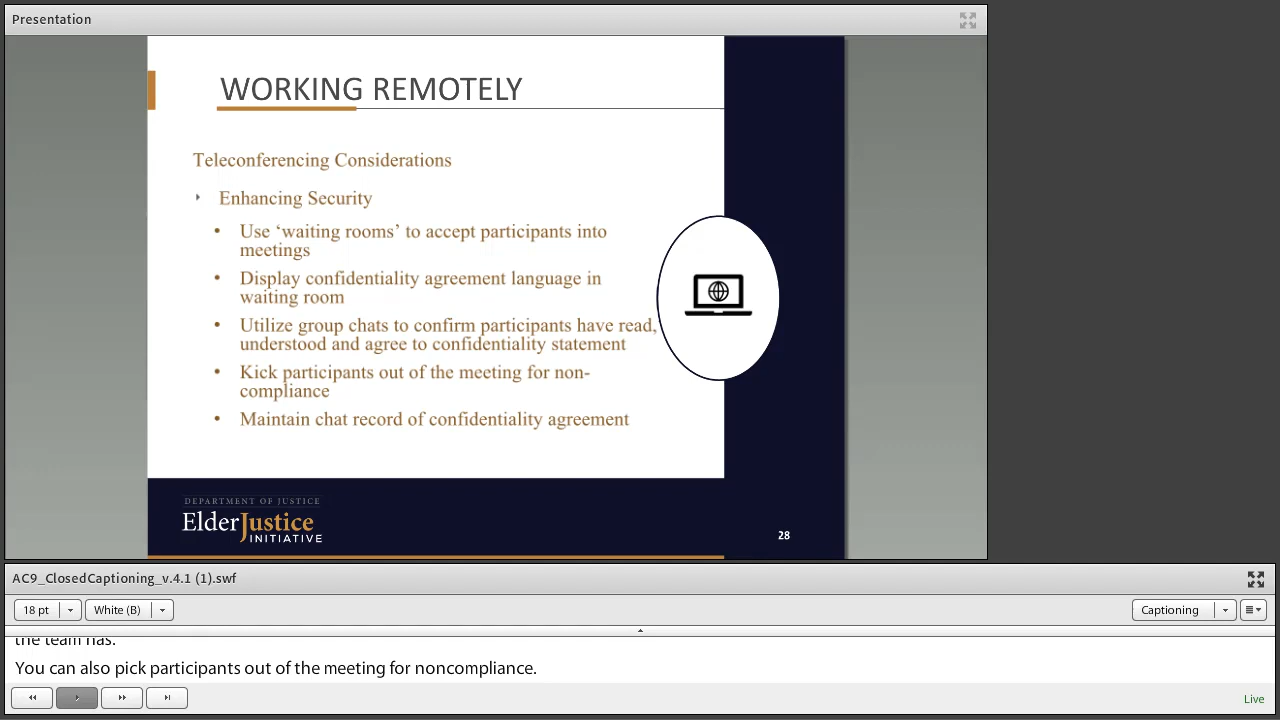 Presentation
WORKING REMOTELY
Teleconferencing Considerations
Enhancing Security
• Use ‘waiting rooms’ to accept participants into
meetings
• Display confidentiality agreement language in
waiting room
• Utilize group chats to confirm participants have read,
understood and agree to confidentiality statement
• Kick participants out of the meeting for non-
compliance
• Maintain chat record of confidentiality agreement
DEPARTMENT OF JUSTICE
ElderJustice
INITIATIVE
28
AC9_ClosedCaptioning_v.4.1 (1).swf
18 pt White (B) Captioning
the team has.
You can also pick participants out of the meeting for noncompliance.
Live